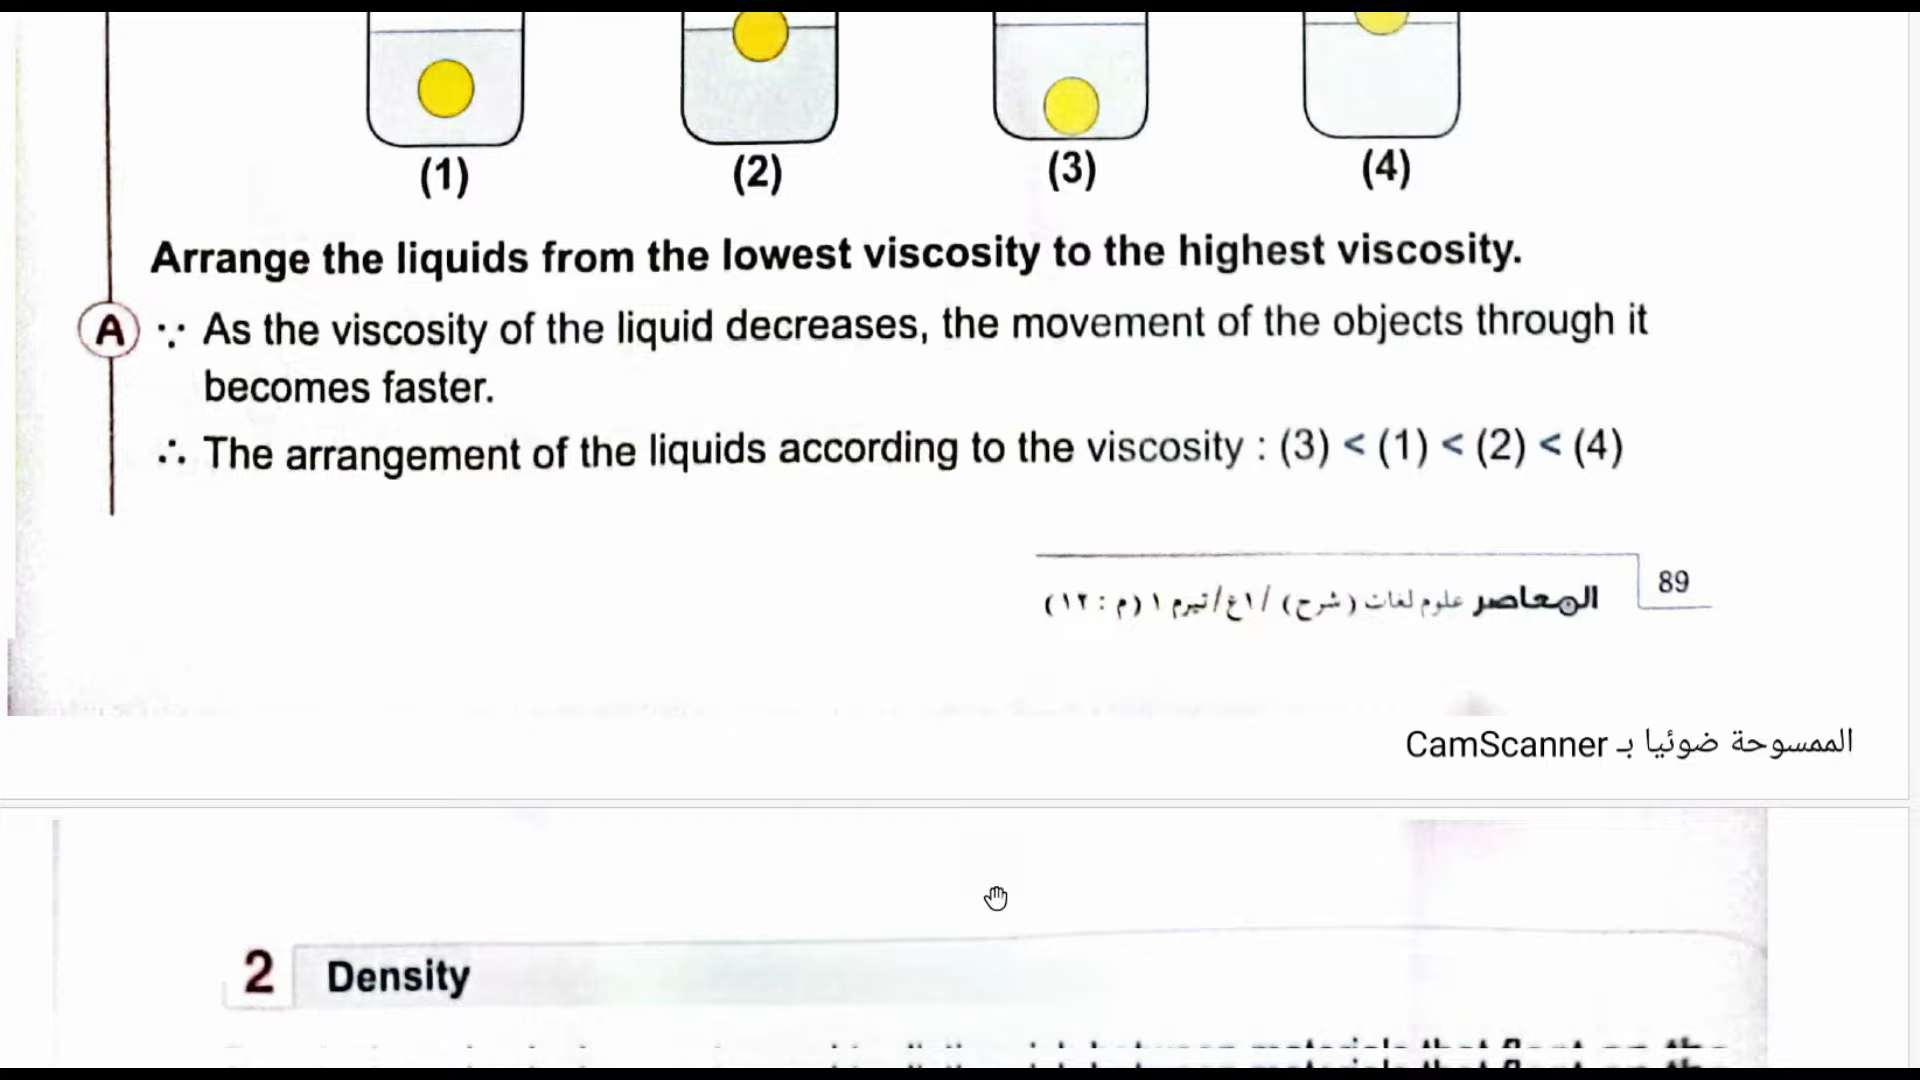 (1) (2) (3) (4)
Arrange the liquids from the lowest viscosity to the highest viscosity.
A ∵ As the viscosity of the liquid decreases, the movement of the objects through it
becomes faster.
∴ The arrangement of the liquids according to the viscosity : (3) < (1) < (2) < (4)
المعاصر علوم لغات (شرح) / ١ع / تيرم ١ (م : ١٢) 89
الممسوحة ضوئيا بـ CamScanner
2 Density